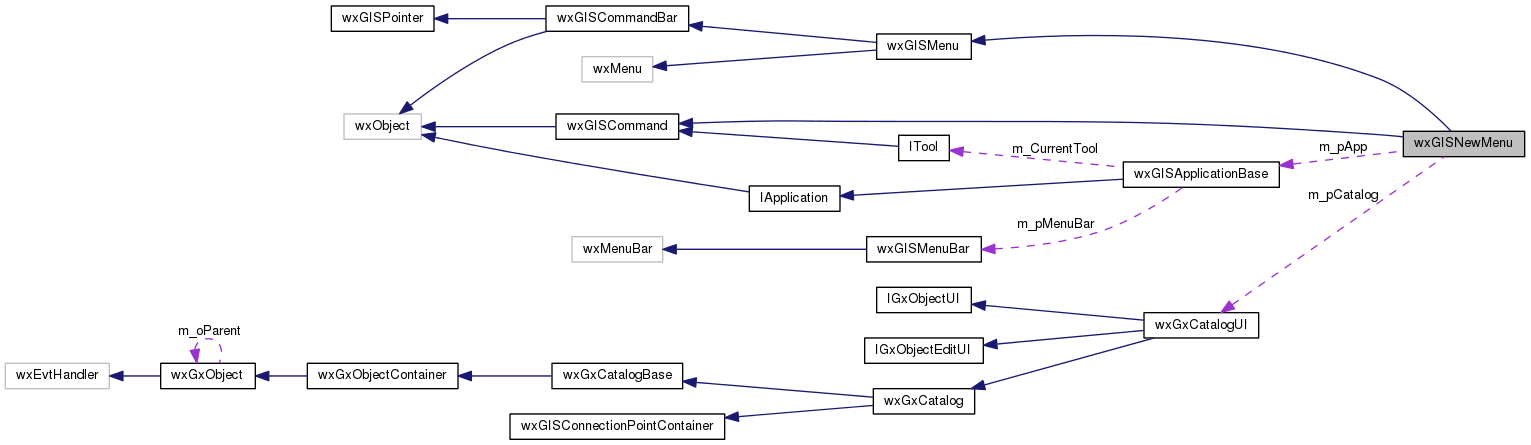 wxGISPointer
wxGISCommandBar
wxGISMenu
wxMenu
wxObject
wxGISCommand
ITool
m_CurrentTool
m_pApp
wxGISNewMenu
wxGISApplicationBase
IApplication
m_pCatalog
m_pMenuBar
wxMenuBar
wxGISMenuBar
IGxObjectUI
wxGxCatalogUI
m_oParent
IGxObjectEditUI
wxEvtHandler
wxGxObject
wxGxObjectContainer
wxGxCatalogBase
wxGxCatalog
wxGISConnectionPointContainer